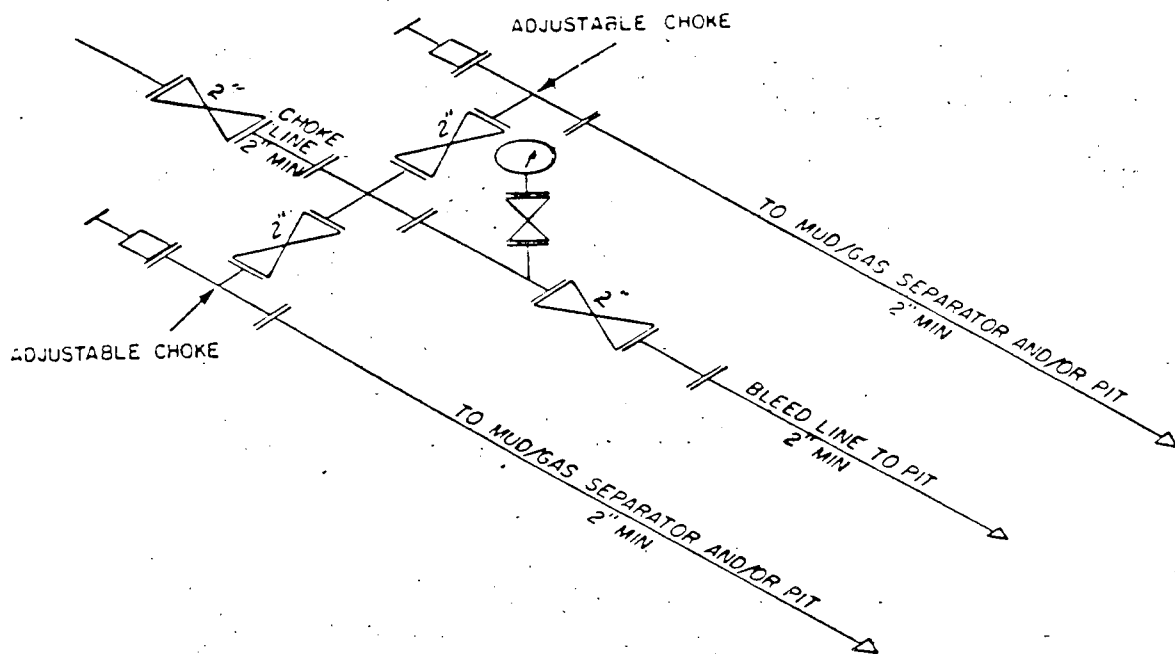 ADJUSTABLE CHOKE
2"
CHOKE
LINE
2" MIN
2"
2"
2"
ADJUSTABLE CHOKE
TO MUD/GAS SEPARATOR AND/OR PIT
2" MIN
BLEED LINE TO PIT
2" MIN
TO MUD/GAS SEPARATOR AND/OR PIT
2" MIN.